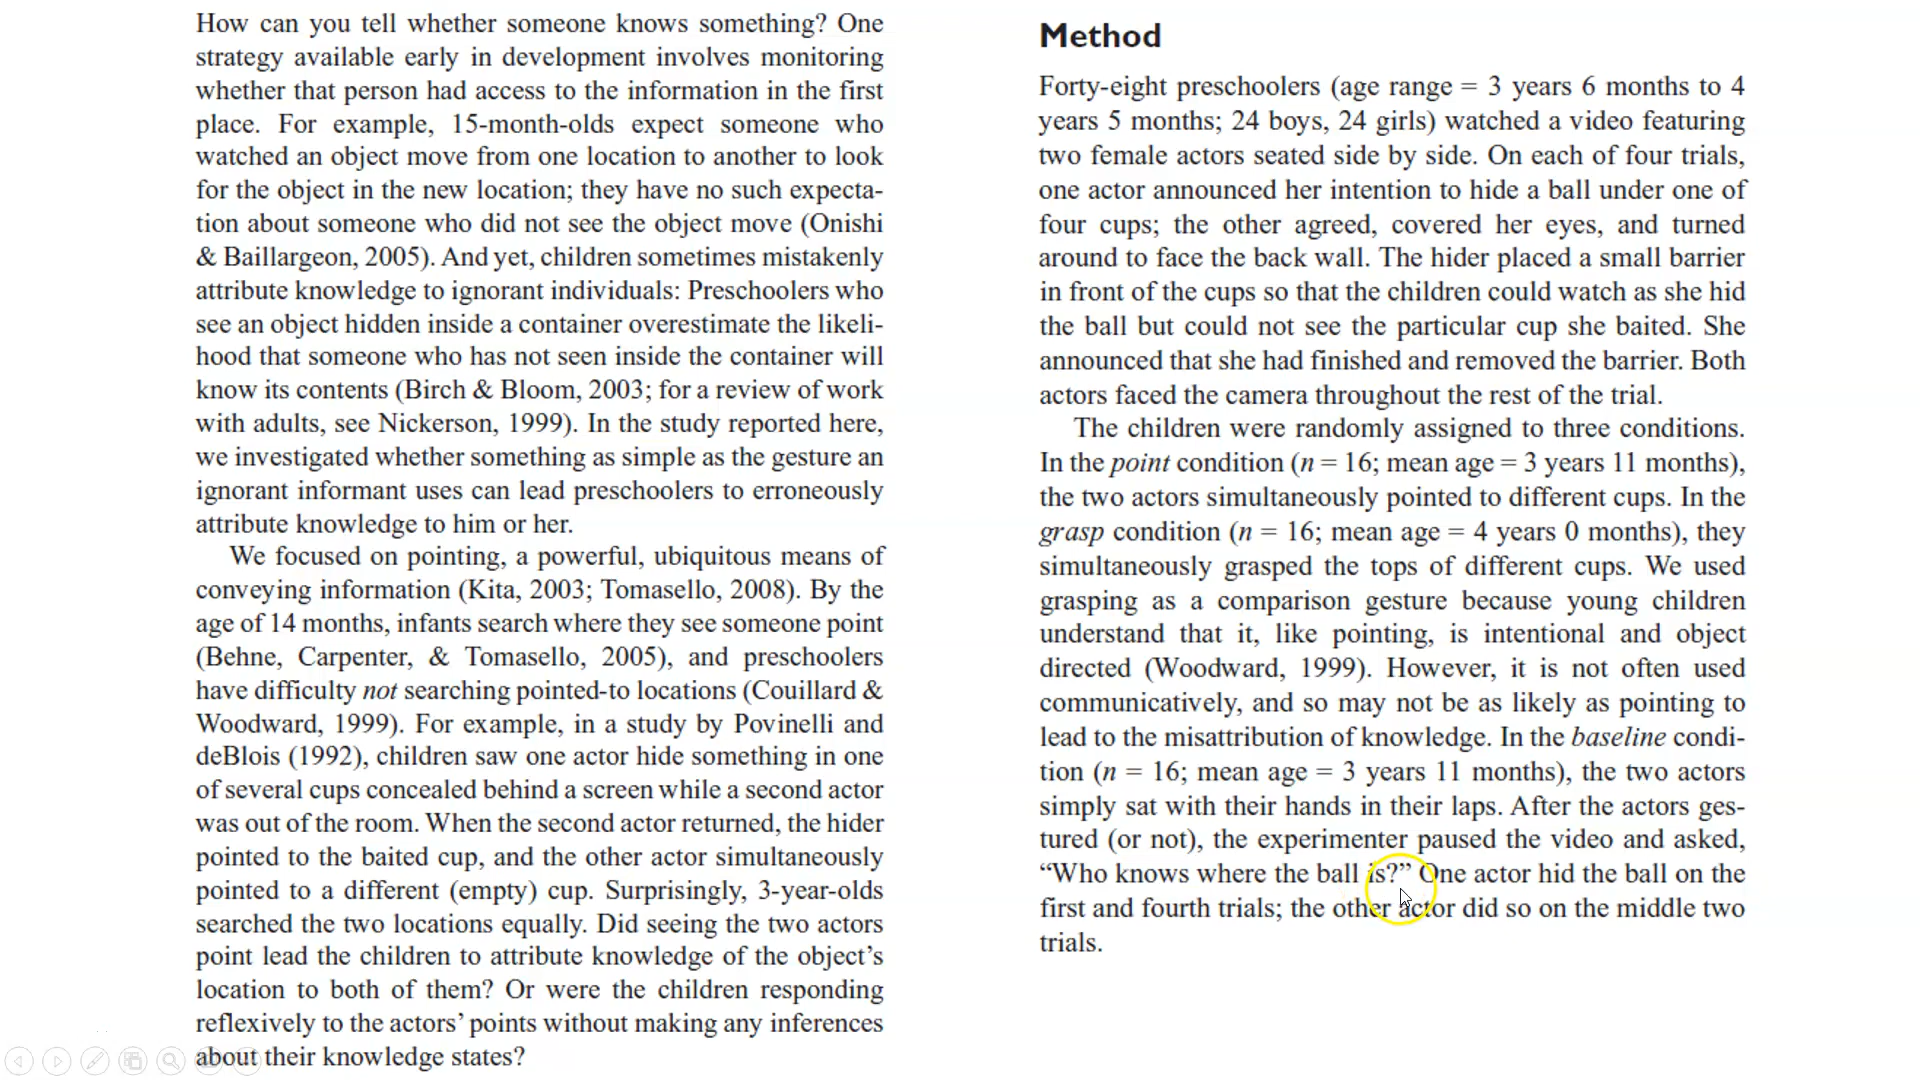 How can you tell whether someone knows something? One
strategy available early in development involves monitoring
whether that person had access to the information in the first
place. For example, 15-month-olds expect someone who
watched an object move from one location to another to look
for the object in the new location; they have no such expecta-
tion about someone who did not see the object move (Onishi
& Baillargeon, 2005). And yet, children sometimes mistakenly
attribute knowledge to ignorant individuals: Preschoolers who
see an object hidden inside a container overestimate the likeli-
hood that someone who has not seen inside the container will
know its contents (Birch & Bloom, 2003; for a review of work
with adults, see Nickerson, 1999). In the study reported here,
we investigated whether something as simple as the gesture an
ignorant informant uses can lead preschoolers to erroneously
attribute knowledge to him or her.
We focused on pointing, a powerful, ubiquitous means of
conveying information (Kita, 2003; Tomasello, 2008). By the
age of 14 months, infants search where they see someone point
(Behne, Carpenter, & Tomasello, 2005), and preschoolers
have difficulty not searching pointed-to locations (Couillard &
Woodward, 1999). For example, in a study by Povinelli and
deBlois (1992), children saw one actor hide something in one
of several cups concealed behind a screen while a second actor
was out of the room. When the second actor returned, the hider
pointed to the baited cup, and the other actor simultaneously
pointed to a different (empty) cup. Surprisingly, 3-year-olds
searched the two locations equally. Did seeing the two actors
point lead the children to attribute knowledge of the object's
location to both of them? Or were the children responding
reflexively to the actors' points without making any inferences
about their knowledge states?
Method
Forty-eight preschoolers (age range = 3 years 6 months to 4
years 5 months; 24 boys, 24 girls) watched a video featuring
two female actors seated side by side. On each of four trials,
one actor announced her intention to hide a ball under one of
four cups; the other agreed, covered her eyes, and turned
around to face the back wall. The hider placed a small barrier
in front of the cups so that the children could watch as she hid
the ball but could not see the particular cup she baited. She
announced that she had finished and removed the barrier. Both
actors faced the camera throughout the rest of the trial.
The children were randomly assigned to three conditions.
In the point condition (n = 16; mean age = 3 years 11 months),
the two actors simultaneously pointed to different cups. In the
grasp condition (n = 16; mean age = 4 years 0 months), they
simultaneously grasped the tops of different cups. We used
grasping as a comparison gesture because young children
understand that it, like pointing, is intentional and object
directed (Woodward, 1999). However, it is not often used
communicatively, and so may not be as likely as pointing to
lead to the misattribution of knowledge. In the baseline condi-
tion (n = 16; mean age = 3 years 11 months), the two actors
simply sat with their hands in their laps. After the actors ges-
tured (or not), the experimenter paused the video and asked,
"Who knows where the ball is?" One actor hid the ball on the
first and fourth trials; the other actor did so on the middle two
trials.